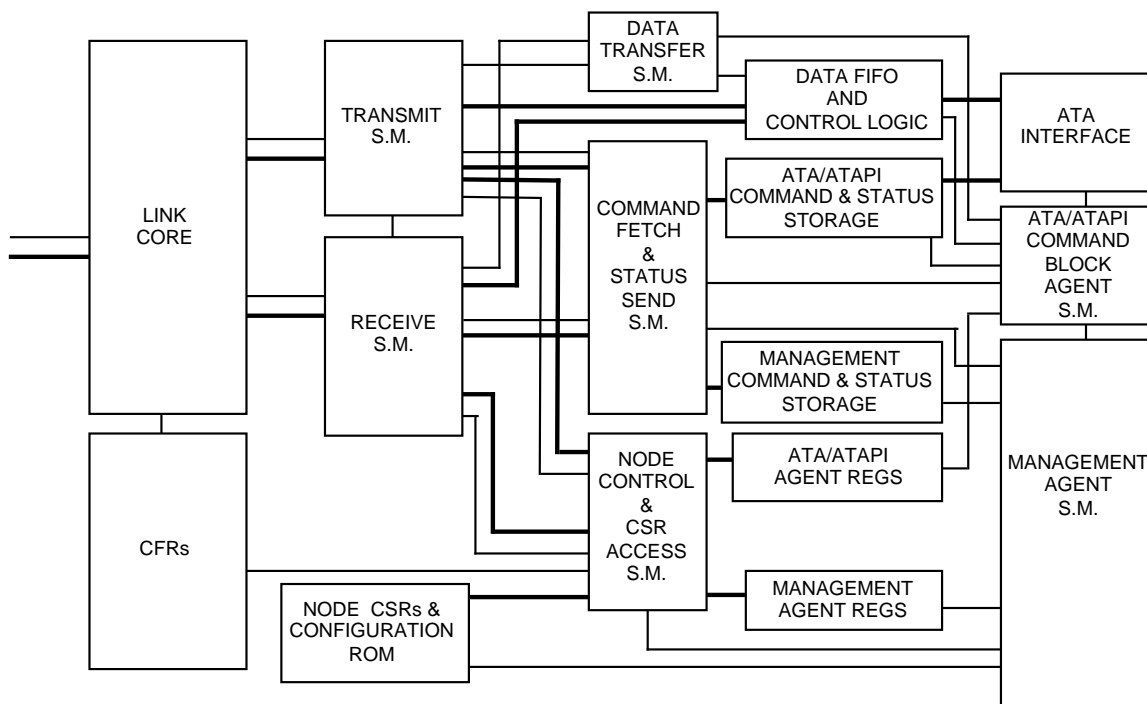 LINK
CORE
CFRs
TRANSMIT
S.M.
RECEIVE
S.M.
NODE CSRs &
CONFIGURATION
ROM
DATA
TRANSFER
S.M.
COMMAND
FETCH
&
STATUS
SEND
S.M.
NODE
CONTROL
&
CSR
ACCESS
S.M.
DATA FIFO
AND
CONTROL LOGIC
ATA/ATAPI
COMMAND & STATUS
STORAGE
MANAGEMENT
COMMAND & STATUS
STORAGE
ATA/ATAPI
AGENT REGS
MANAGEMENT
AGENT REGS
ATA
INTERFACE
ATA/ATAPI
COMMAND
BLOCK
AGENT
S.M.
MANAGEMENT
AGENT
S.M.